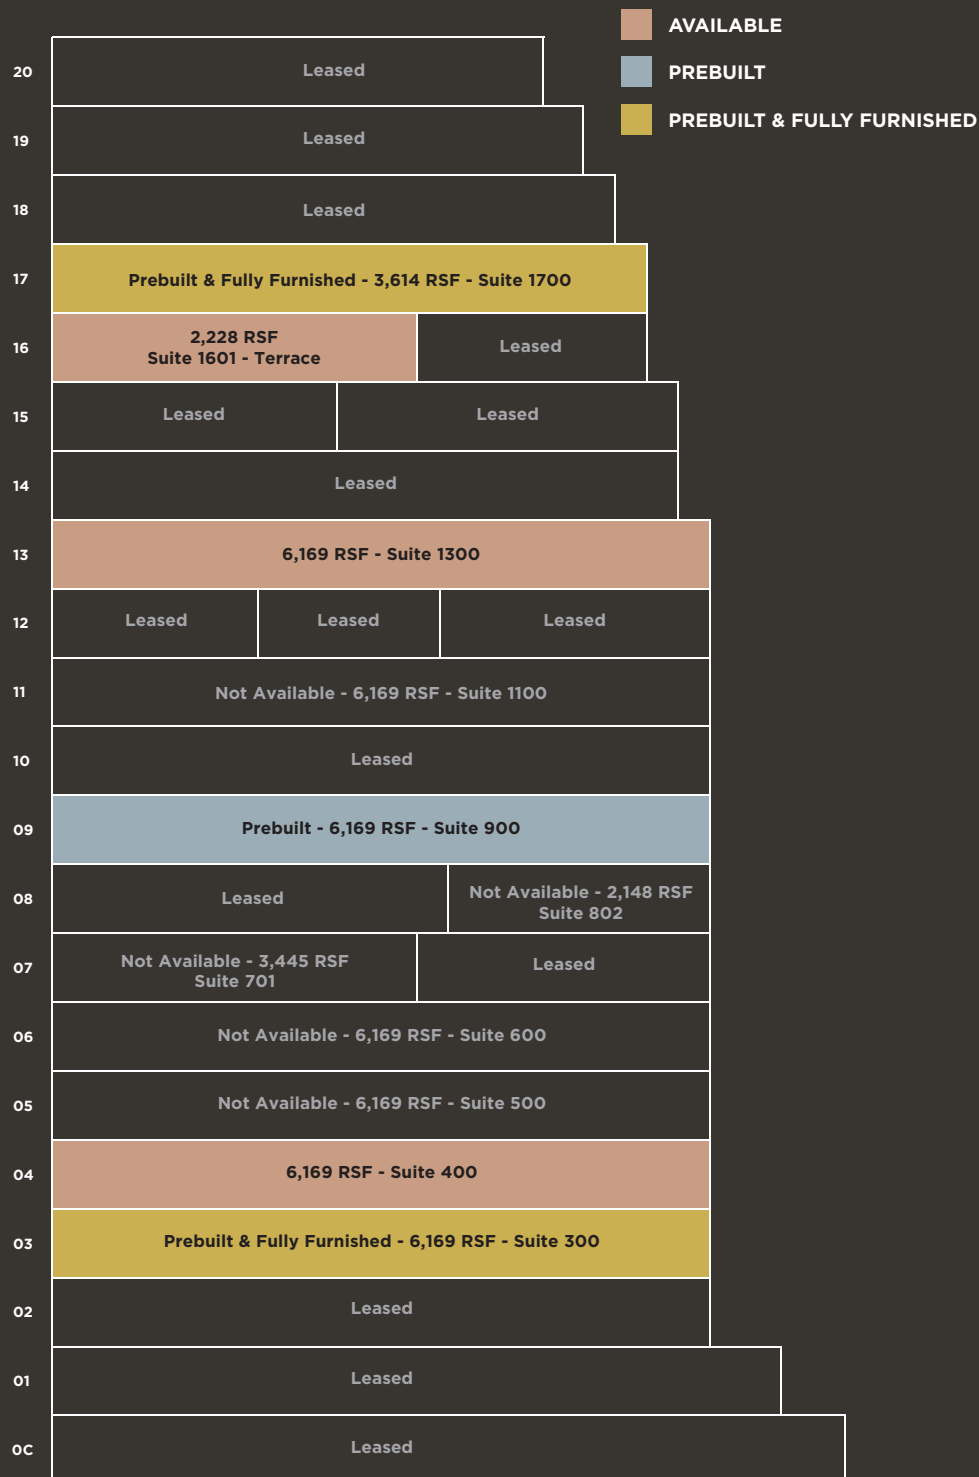 AVAILABLE
PREBUILT
PREBUILT & FULLY FURNISHED
20
Leased
19
Leased
18
Leased
17
Prebuilt & Fully Furnished - 3,614 RSF - Suite 1700
16
2,228 RSF
Suite 1601 - Terrace
Leased
15
Leased
Leased
14
Leased
13
6,169 RSF - Suite 1300
12
Leased
Leased
Leased
11
Not Available - 6,169 RSF - Suite 1100
10
Leased
09
Prebuilt - 6,169 RSF - Suite 900
08
Leased
Not Available - 2,148 RSF
Suite 802
07
Not Available - 3,445 RSF
Suite 701
Leased
06
Not Available - 6,169 RSF - Suite 600
05
Not Available - 6,169 RSF - Suite 500
04
6,169 RSF - Suite 400
03
Prebuilt & Fully Furnished - 6,169 RSF - Suite 300
02
Leased
01
Leased
0C
Leased